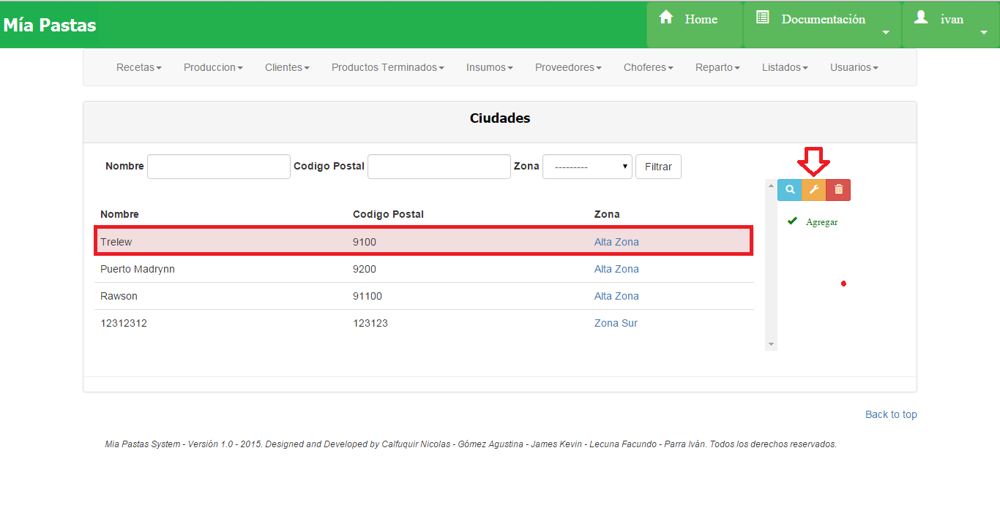 Mía Pastas Home Documentación ivan
Recetas Produccion Clientes Productos Terminados Insumos Proveedores Choferes Reparto Listados Usuarios
Ciudades
Nombre Codigo Postal Zona --------- Filtrar
Nombre Codigo Postal Zona
Agregar
Trelew 9100 Alta Zona
Puerto Madrynn 9200 Alta Zona
Rawson 91100 Alta Zona
12312312 123123 Zona Sur
Back to top
Mia Pastas System - Versión 1.0 - 2015. Designed and Developed by Calfuquir Nicolas - Gómez Agustina - James Kevin - Lecuna Facundo - Parra Iván. Todos los derechos reservados.